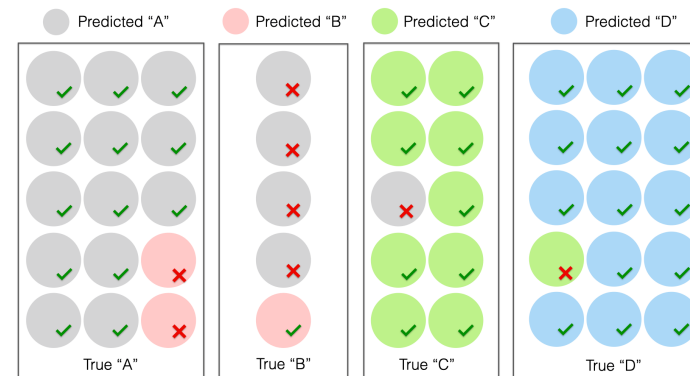 Predicted “A”
Predicted “B”
Predicted “C”
Predicted “D”
True “A”
True “B”
True “C”
True “D”